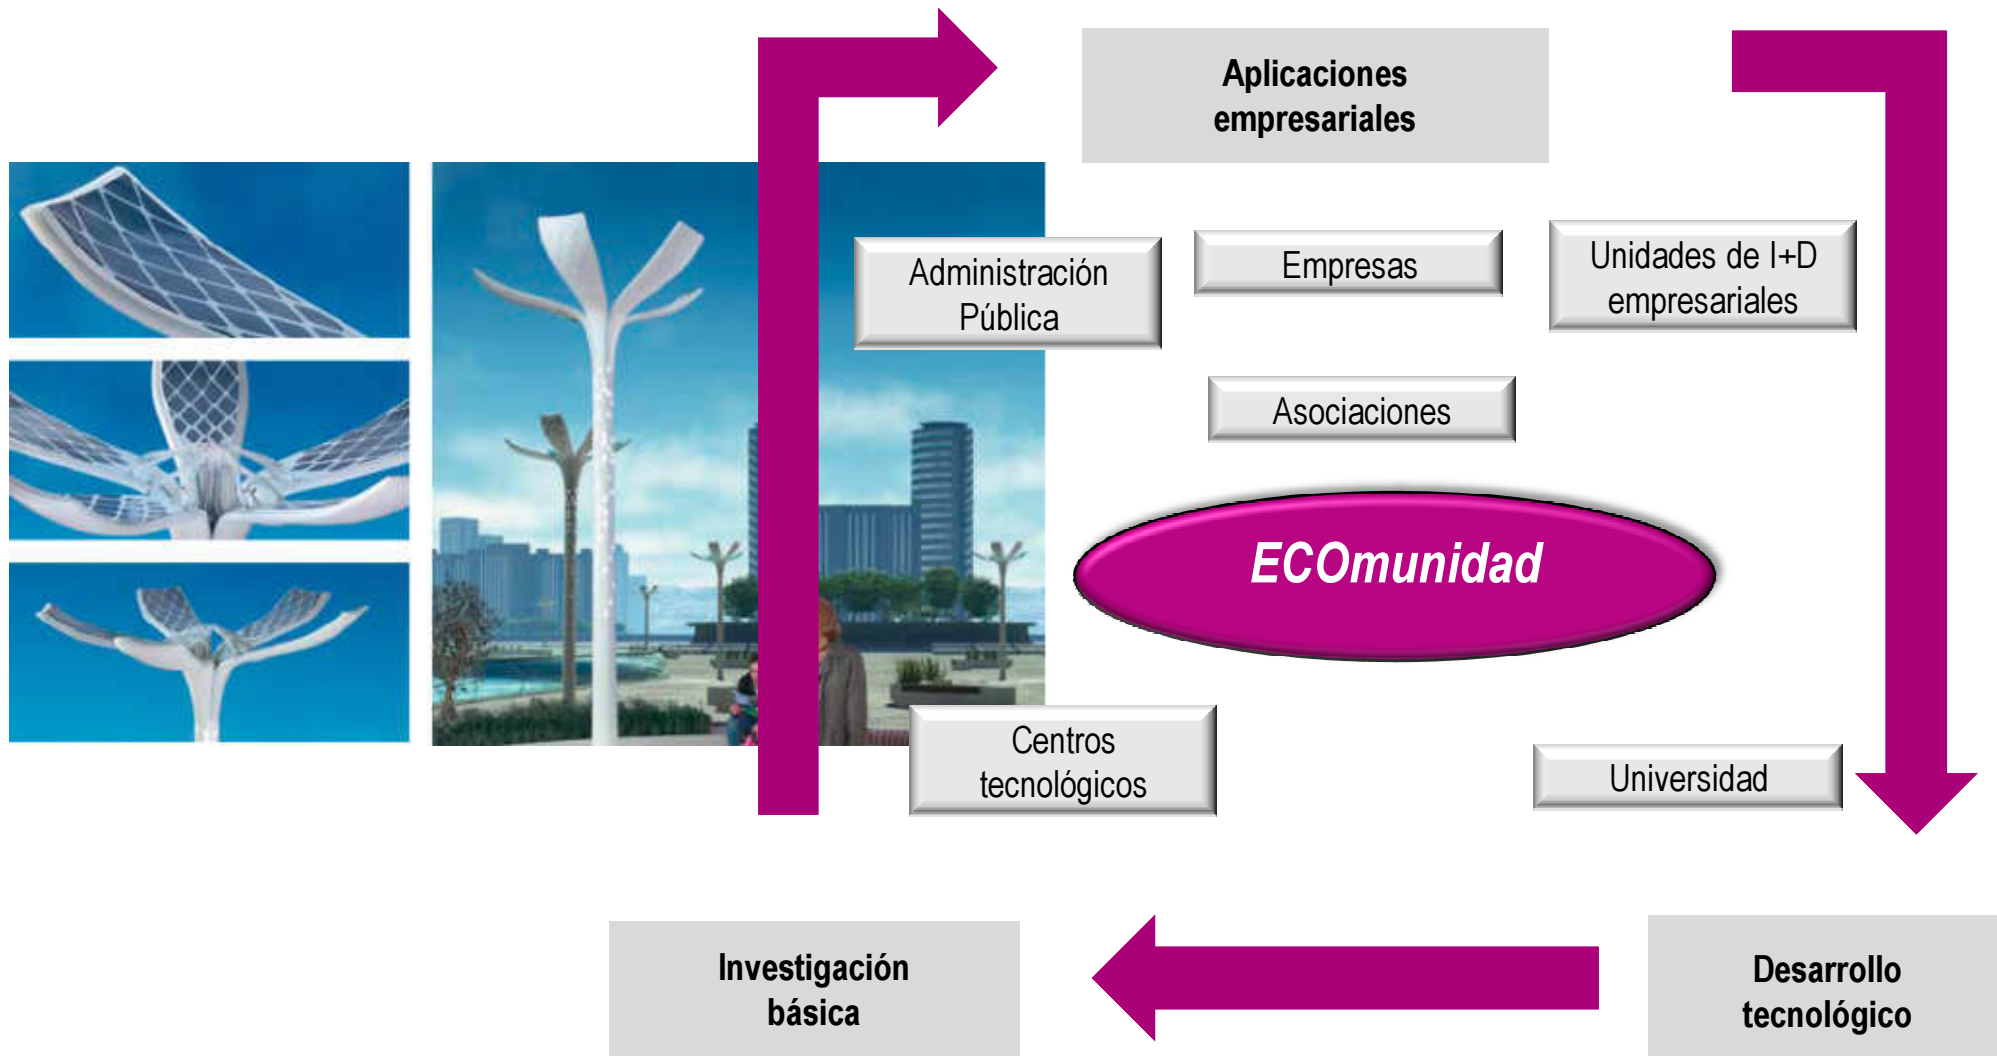 Aplicaciones
empresariales
Administración
Pública
Empresas
Unidades de I+D
empresariales
Asociaciones
ECOmunidad
Centros
tecnológicos
Universidad
Investigación
básica
Desarrollo
tecnológico